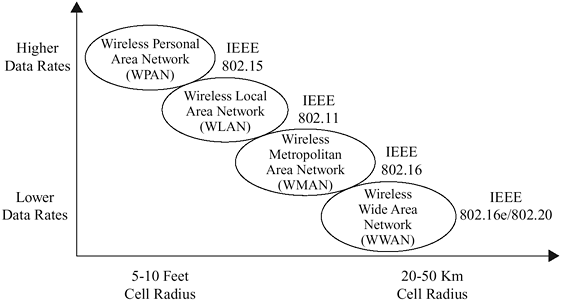 Higher
Data Rates
Wireless Personal
Area Network
(WPAN)
IEEE
802.15
Wireless Local
Area Network
(WLAN)
IEEE
802.11
Wireless
Metropolitan
Area Network
(WMAN)
IEEE
802.16
Lower
Data Rates
Wireless
Wide Area
Network
(WWAN)
IEEE
802.16e/802.20
5-10 Feet
Cell Radius
20-50 Km
Cell Radius